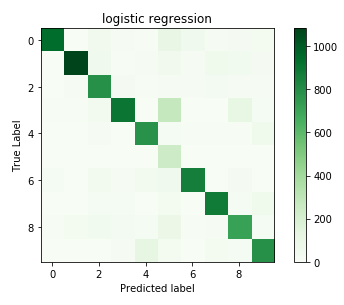 logistic regression
True Label
0
2
4
6
8
0 2 4 6 8
Predicted label
1000
800
600
400
200
0